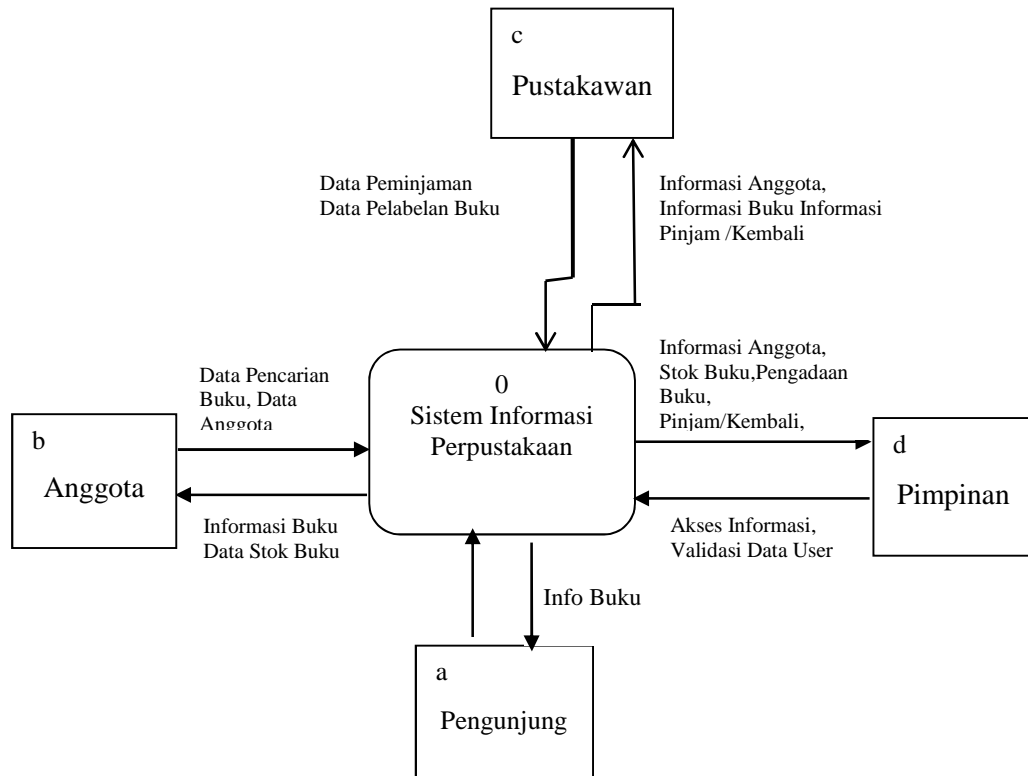 c
Pustakawan
Data Peminjaman
Data Pelabelan Buku
Informasi Anggota,
Informasi Buku Informasi
Pinjam /Kembali
0
Sistem Informasi
Perpustakaan
Data Pencarian
Buku, Data
Anggota
b
Anggota
Informasi Buku
Data Stok Buku
Informasi Anggota,
Stok Buku,Pengadaan
Buku,
Pinjam/Kembali,
d
Pimpinan
Akses Informasi,
Validasi Data User
Info Buku
a
Pengunjung